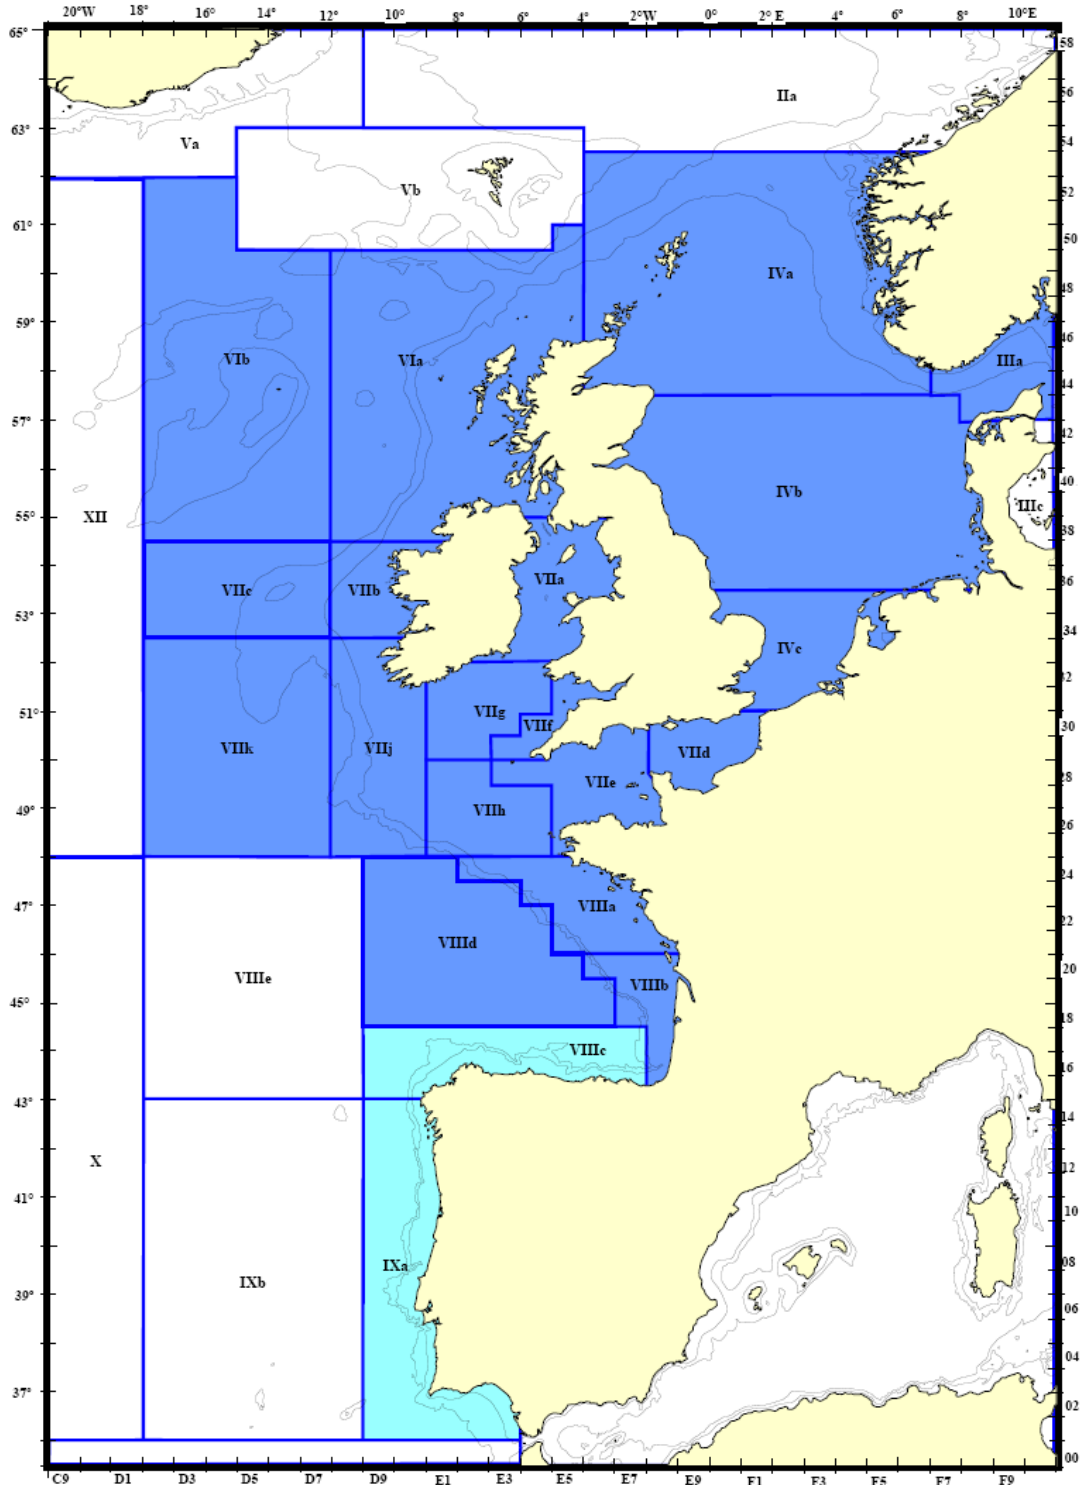 20°W 18° 16° 14° 12° 10° 8° 6° 4° 2°W 0° 2° E 4° 6° 8° 10°E
65° 58
IIa 56
63° Va 54
Vb 52
61° 50
IVa
48
59° 46
VIb VIa IIIa
44
57° 42
IVb 40
55° XII IIIc
38
VIIc VIIb VIIa 36
53° 34
IVc
32
51° VIIg VIIf 30
VIIk VIIj VIId
VIIe 28
49° VIIh 26
24
47° VIIIa 22
VIIId
VIIIe VIIIb 20
45° 18
VIIIc 16
43° 14
X 12
41° 10
IXa 08
IXb
39° 06
04
37° 02
00
C9 D1 D3 D5 D7 D9 E1 E3 E5 E7 E9 F1 F3 F5 F7 F9